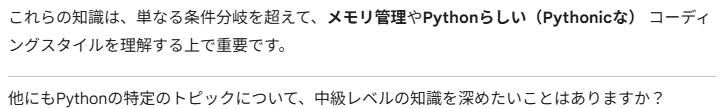 これらの知識は、単なる条件分岐を超えて、メモリ管理やPythonらしい（Pythonicな） コーディ
ングスタイルを理解する上で重要です。
他にもPythonの特定のトピックについて、中級レベルの知識を深めたいことはありますか？